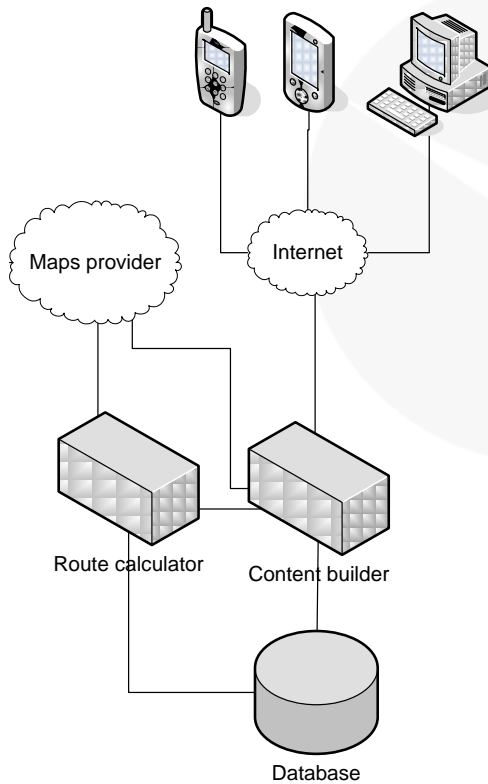 Maps provider
Internet
Route calculator
Content builder
Database